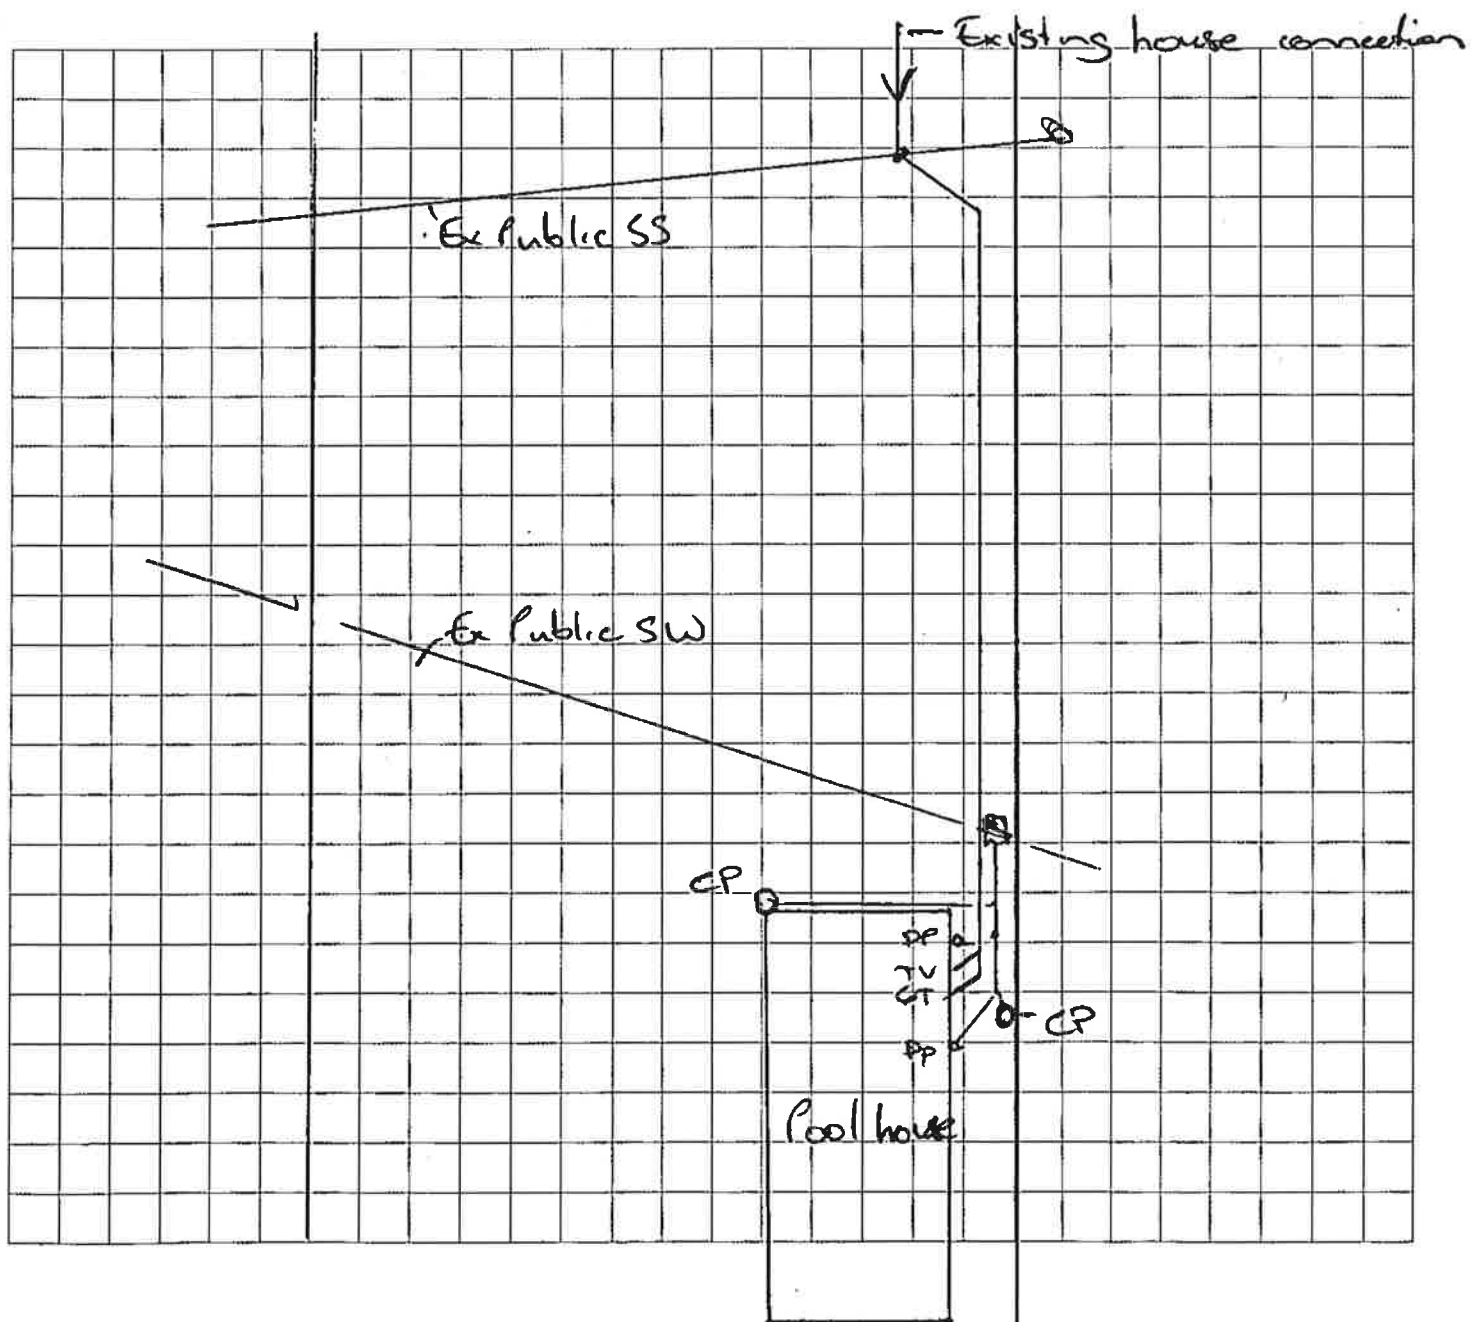 Existing house connection
Ex Public SS
Ex Public SW
CP
DP
TV
GT
CP
DP
Pool house